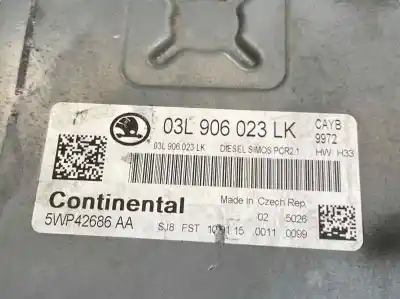 03L 906 023 LK CAYB
9972
03L 906 023 LK DIESEL SIMOS PCR2.1 HW H33
Continental Made in Czech Rep.
02 5026
5WP42686 AA SJ8 FST 0011 0099